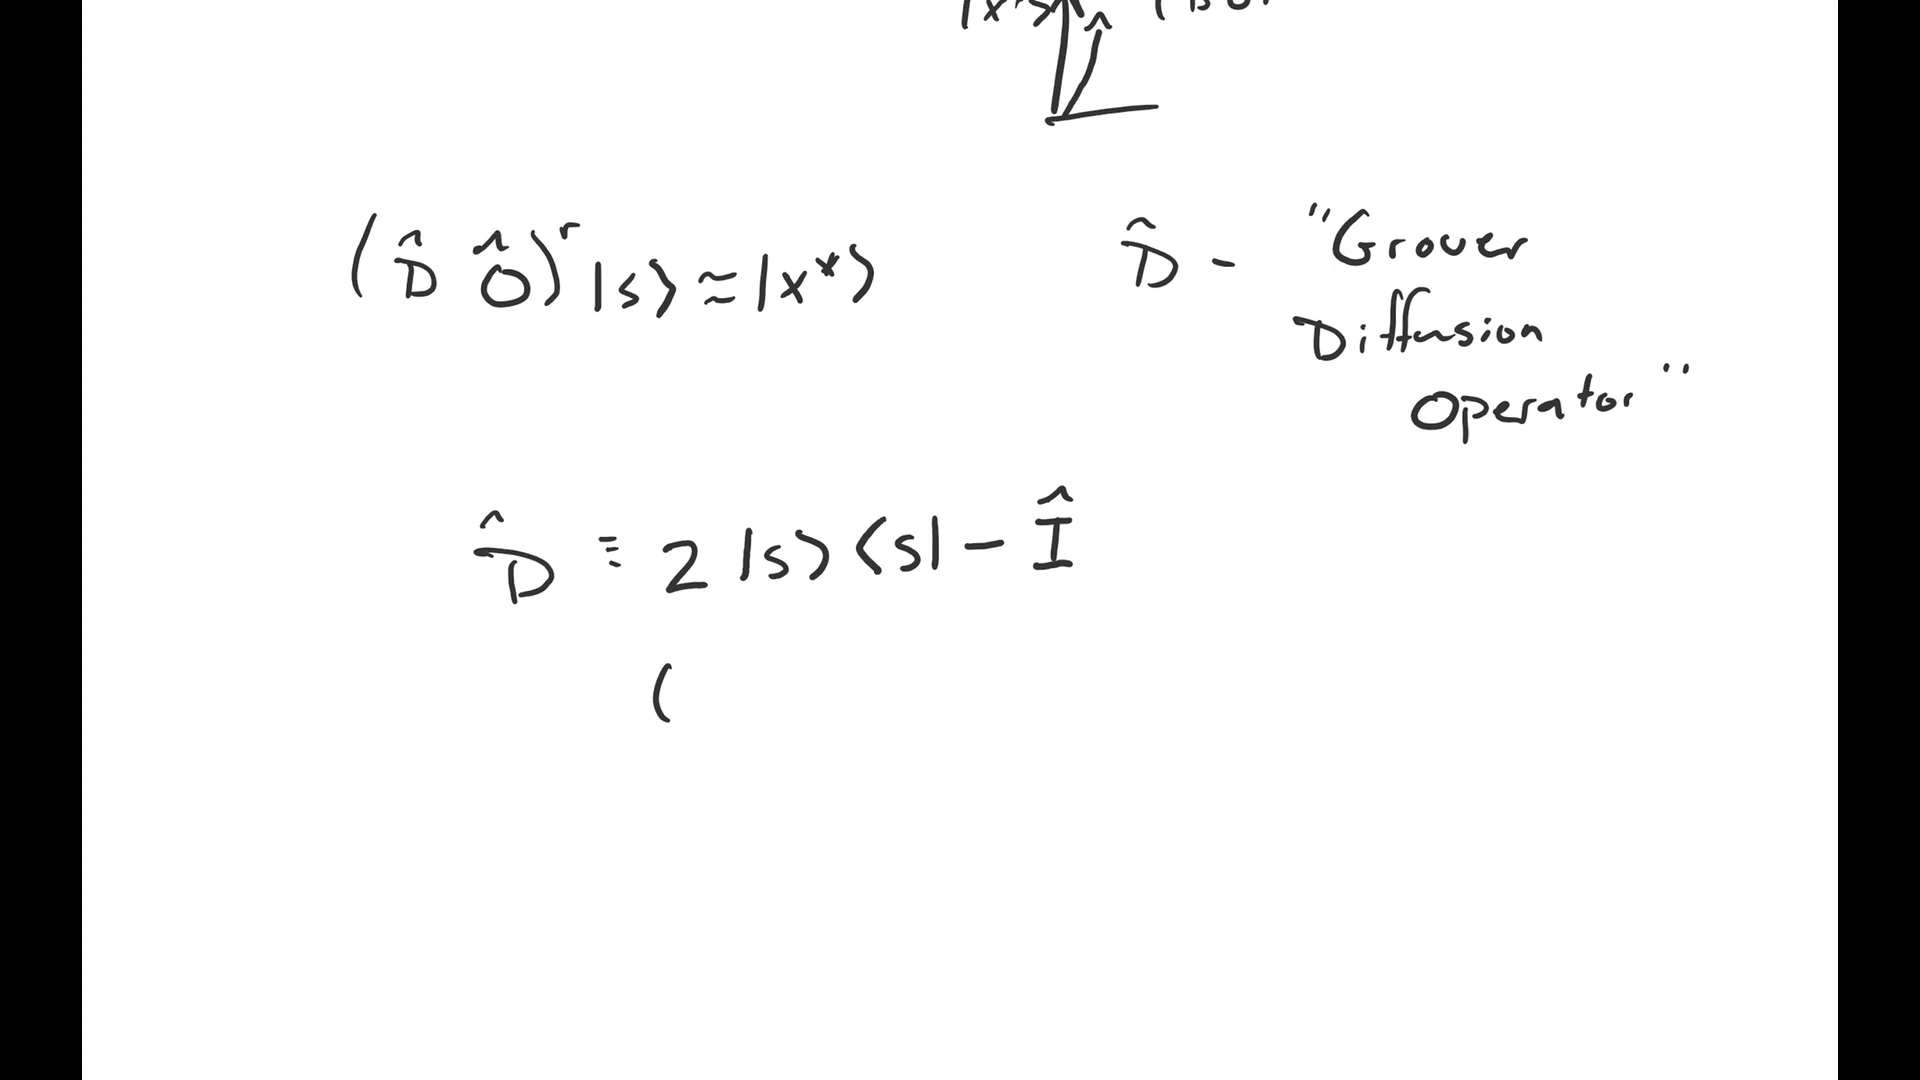 (D̂ Ô)ʳ |s⟩ ≈ |x*⟩
D̂ - "Grover
Diffusion
Operator"
D̂ ≡ 2 |s⟩⟨s| − Î
(